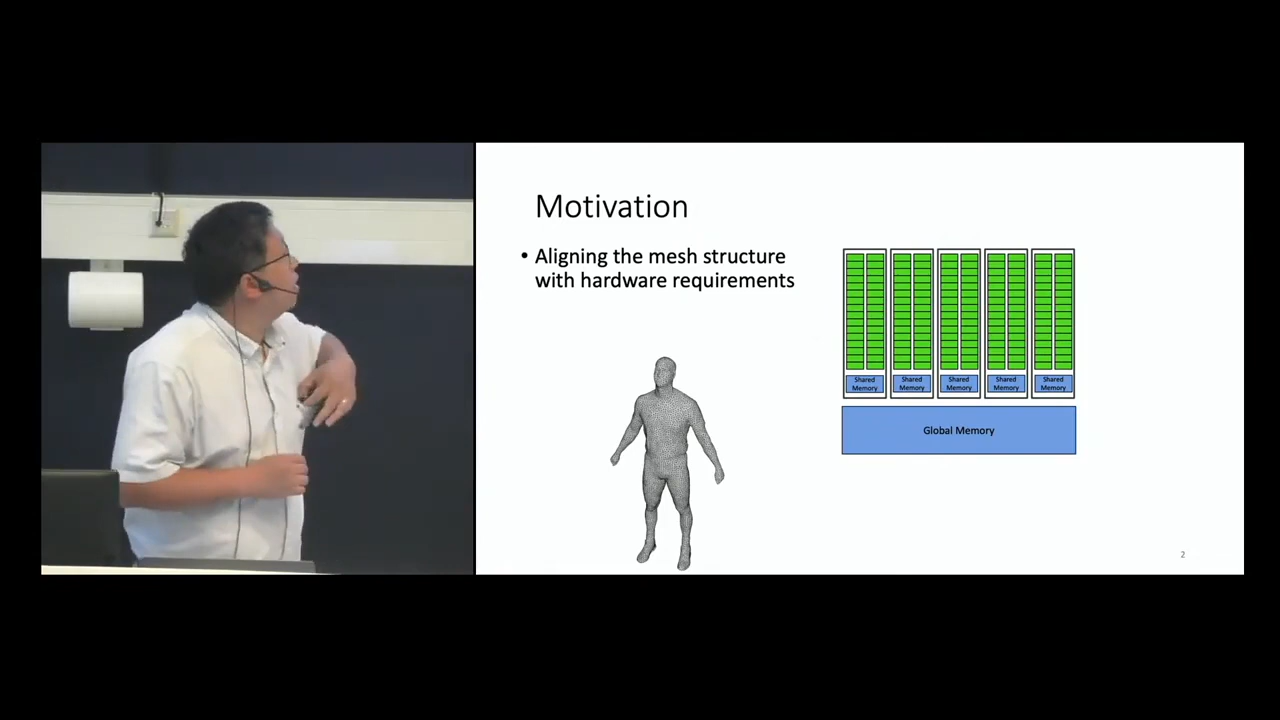 Motivation
• Aligning the mesh structure
with hardware requirements
Shared
Memory
Shared
Memory
Shared
Memory
Shared
Memory
Shared
Memory
Global Memory
2